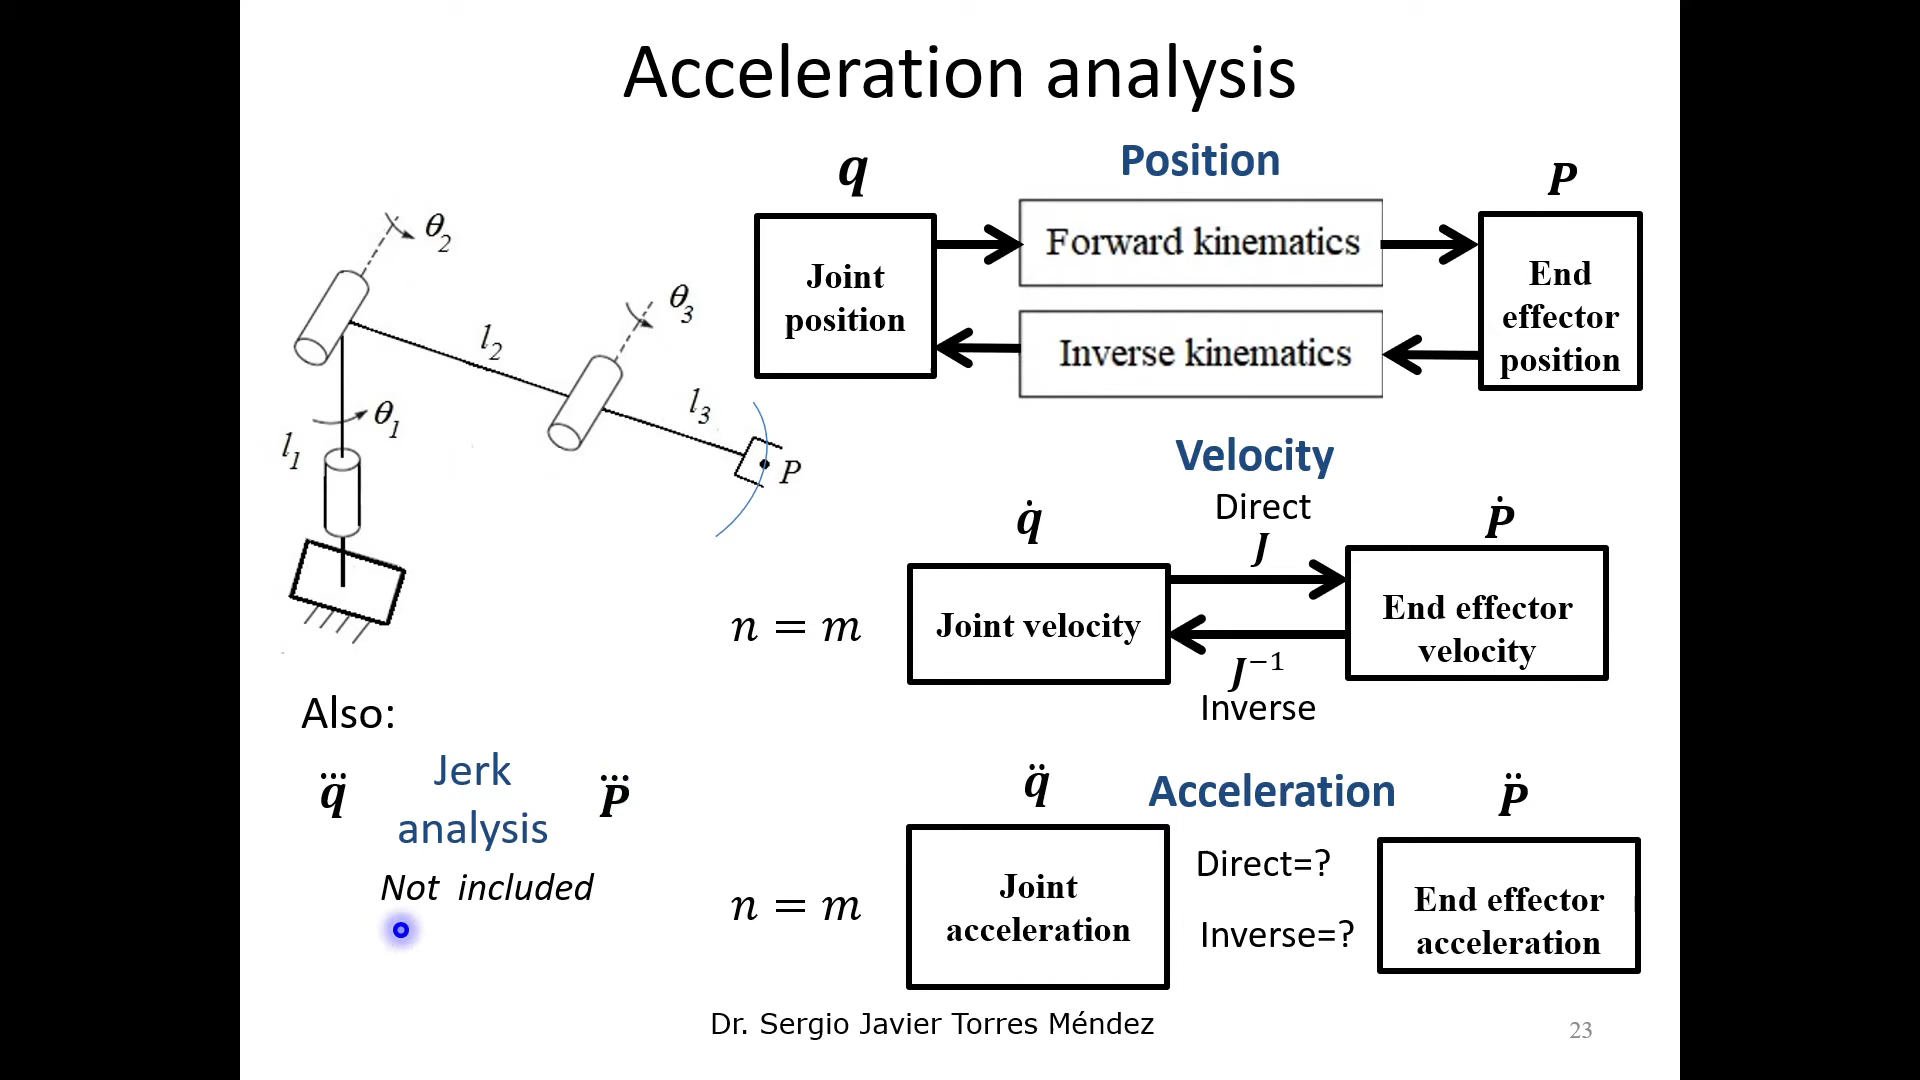 Acceleration analysis
q
Position
P
Joint
position
Forward kinematics
Inverse kinematics
End
effector
position
θ2
θ3
l2
l3
θ1
l1
P
Velocity
Direct
q̇
J
Ṗ
n = m
Joint velocity
End effector
velocity
J⁻¹
Inverse
Also:
q⃛
Jerk
analysis
P⃛
Not included
q̈
Acceleration
P̈
n = m
Joint
acceleration
Direct=?
Inverse=?
End effector
acceleration
Dr. Sergio Javier Torres Méndez
23